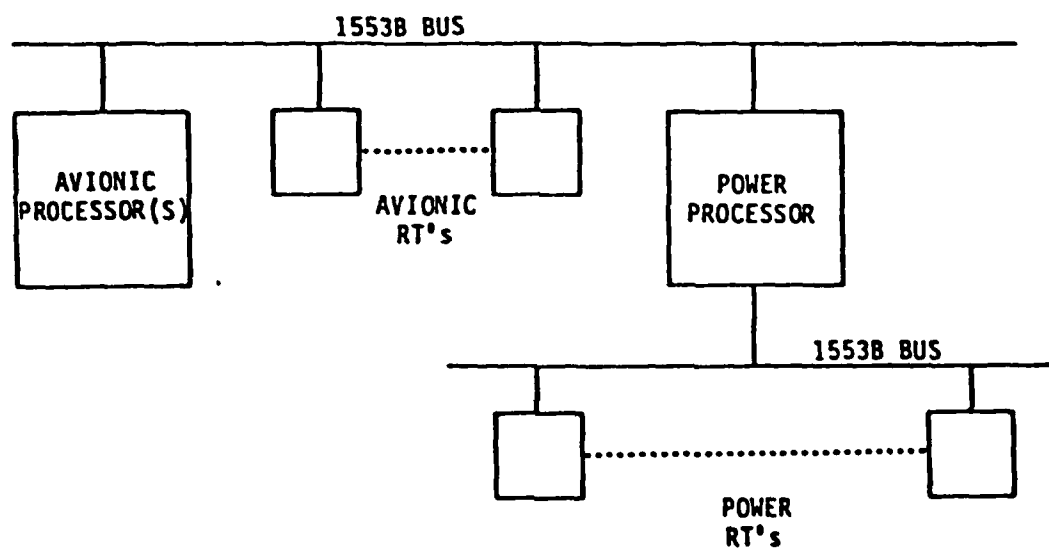 1553B BUS
AVIONIC
PROCESSOR(S)
AVIONIC
RT's
POWER
PROCESSOR
1553B BUS
POWER
RT's